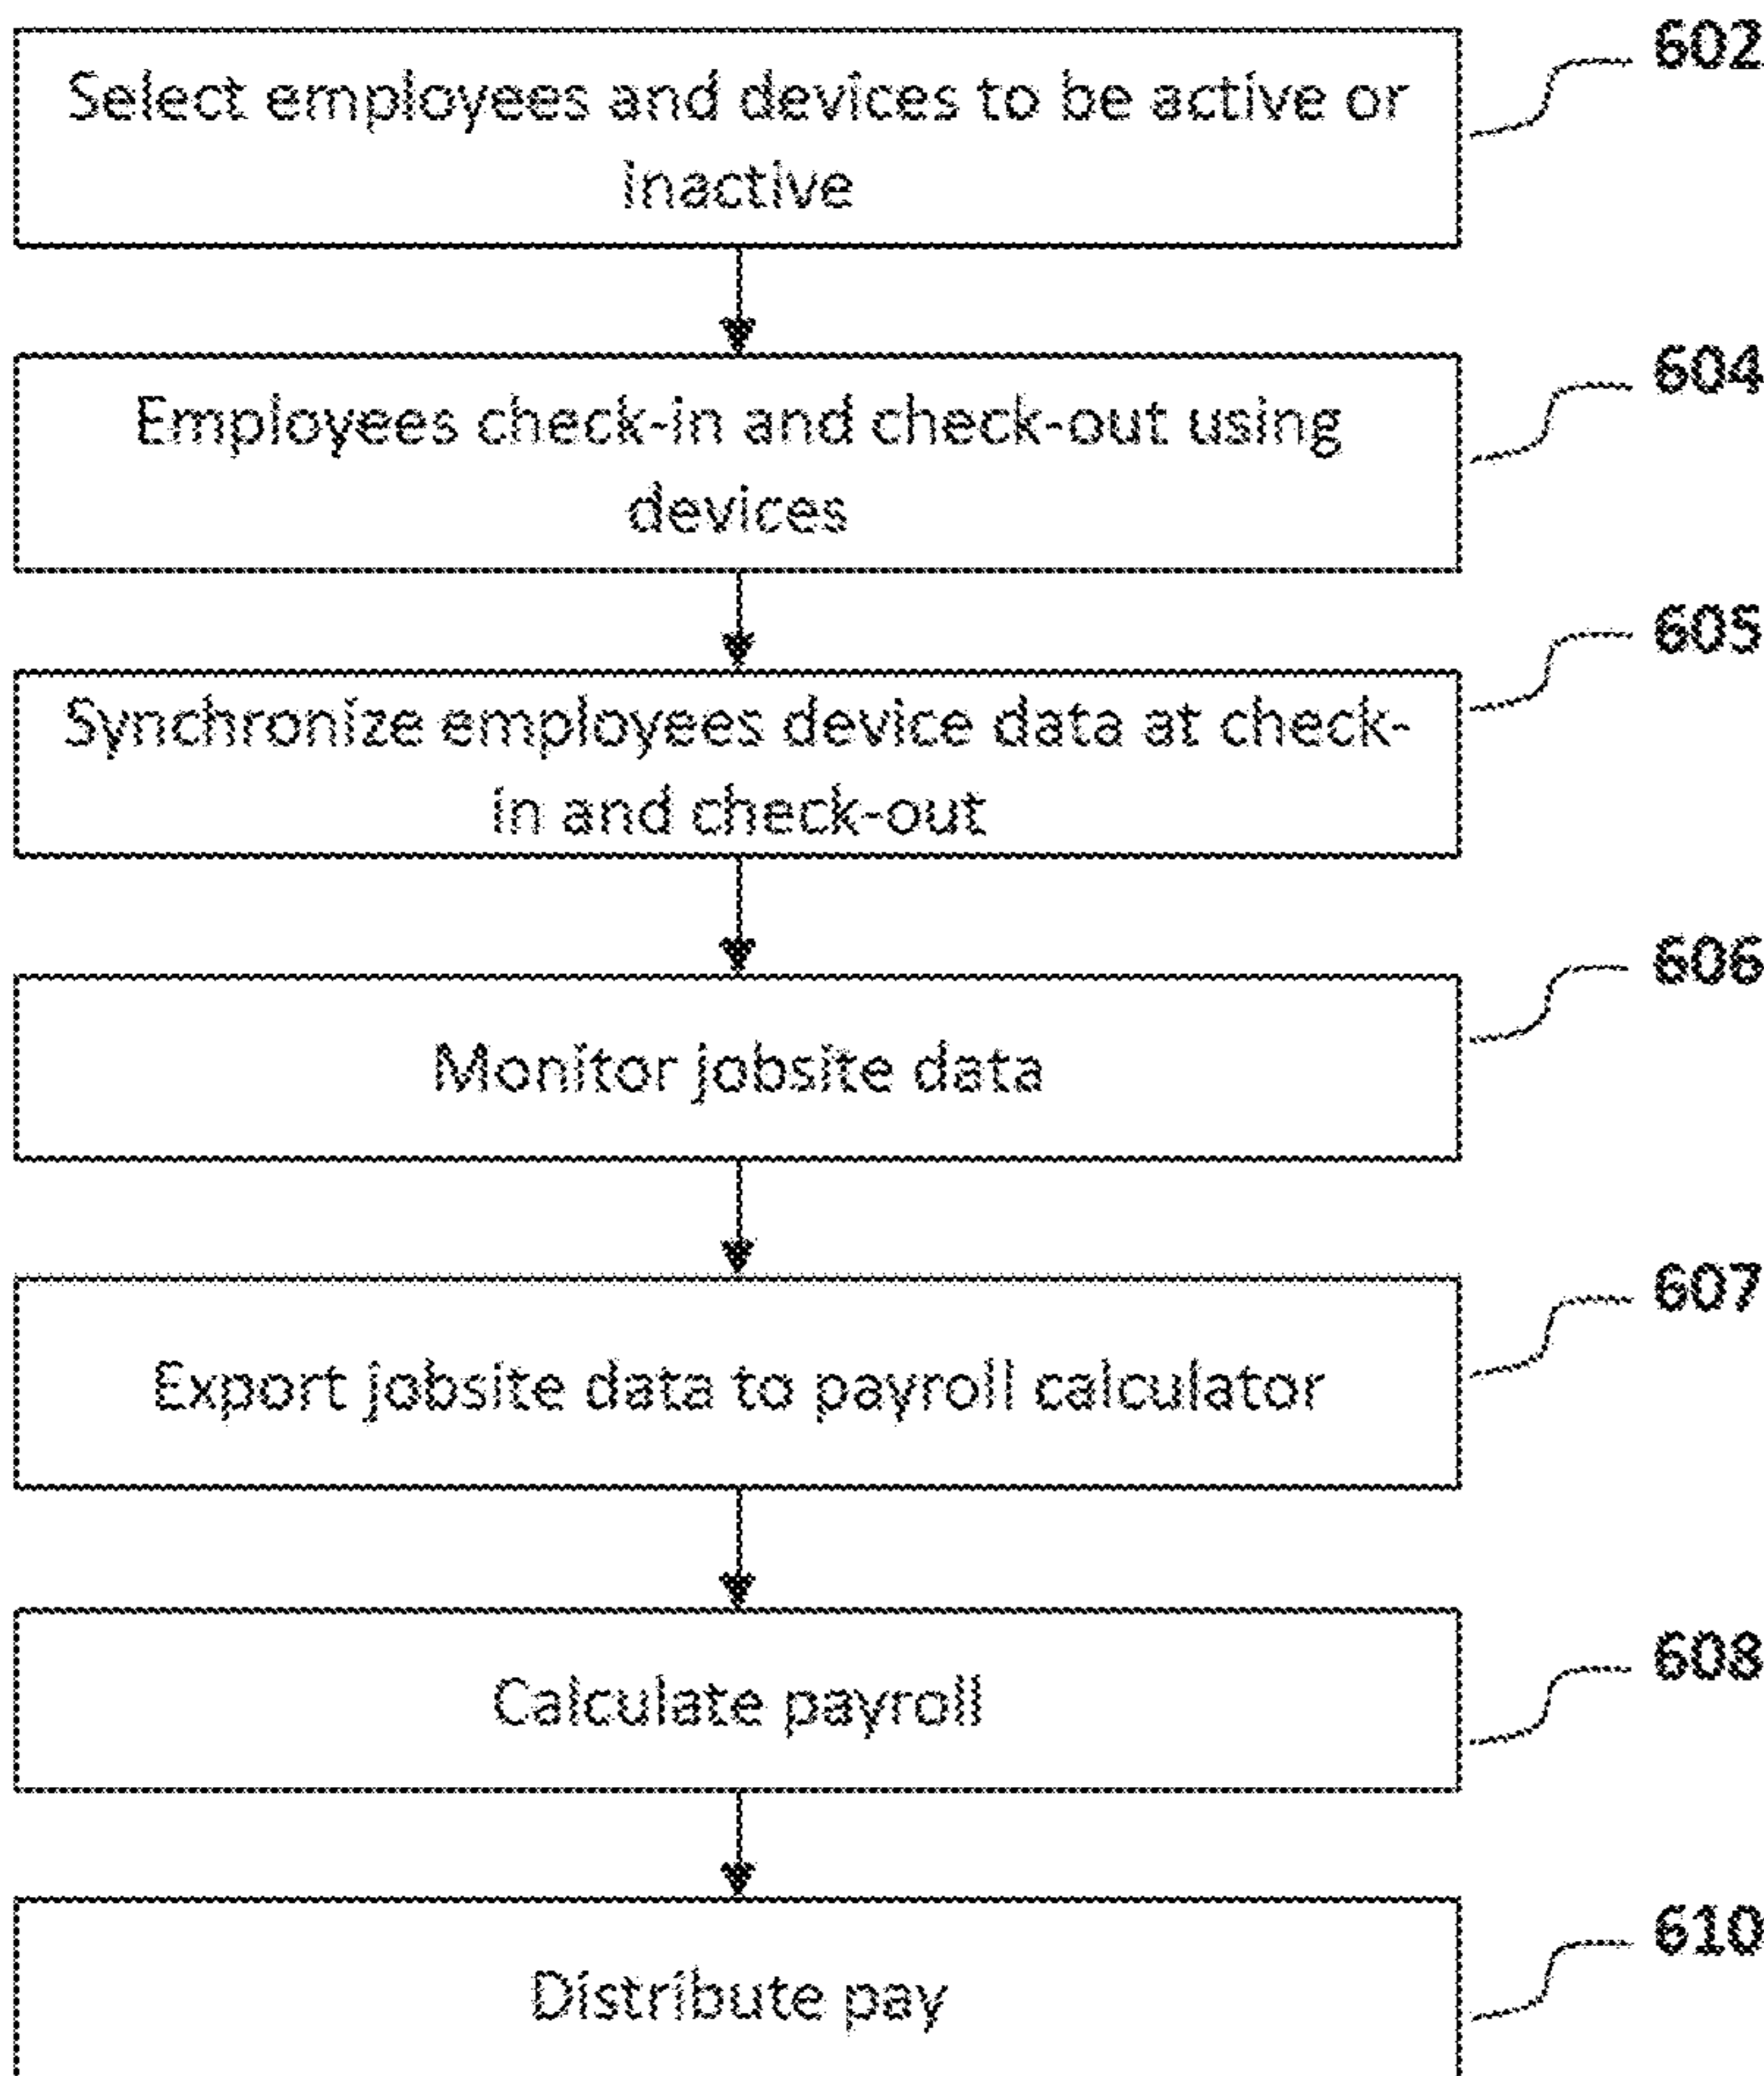 602
Select employees and devices to be active or
inactive
604
Employees check-in and check-out using
devices
605
Synchronize employees device data at check-
in and check-out
606
Monitor jobsite data
607
Export jobsite data to payroll calculator
608
Calculate payroll
610
Distribute pay